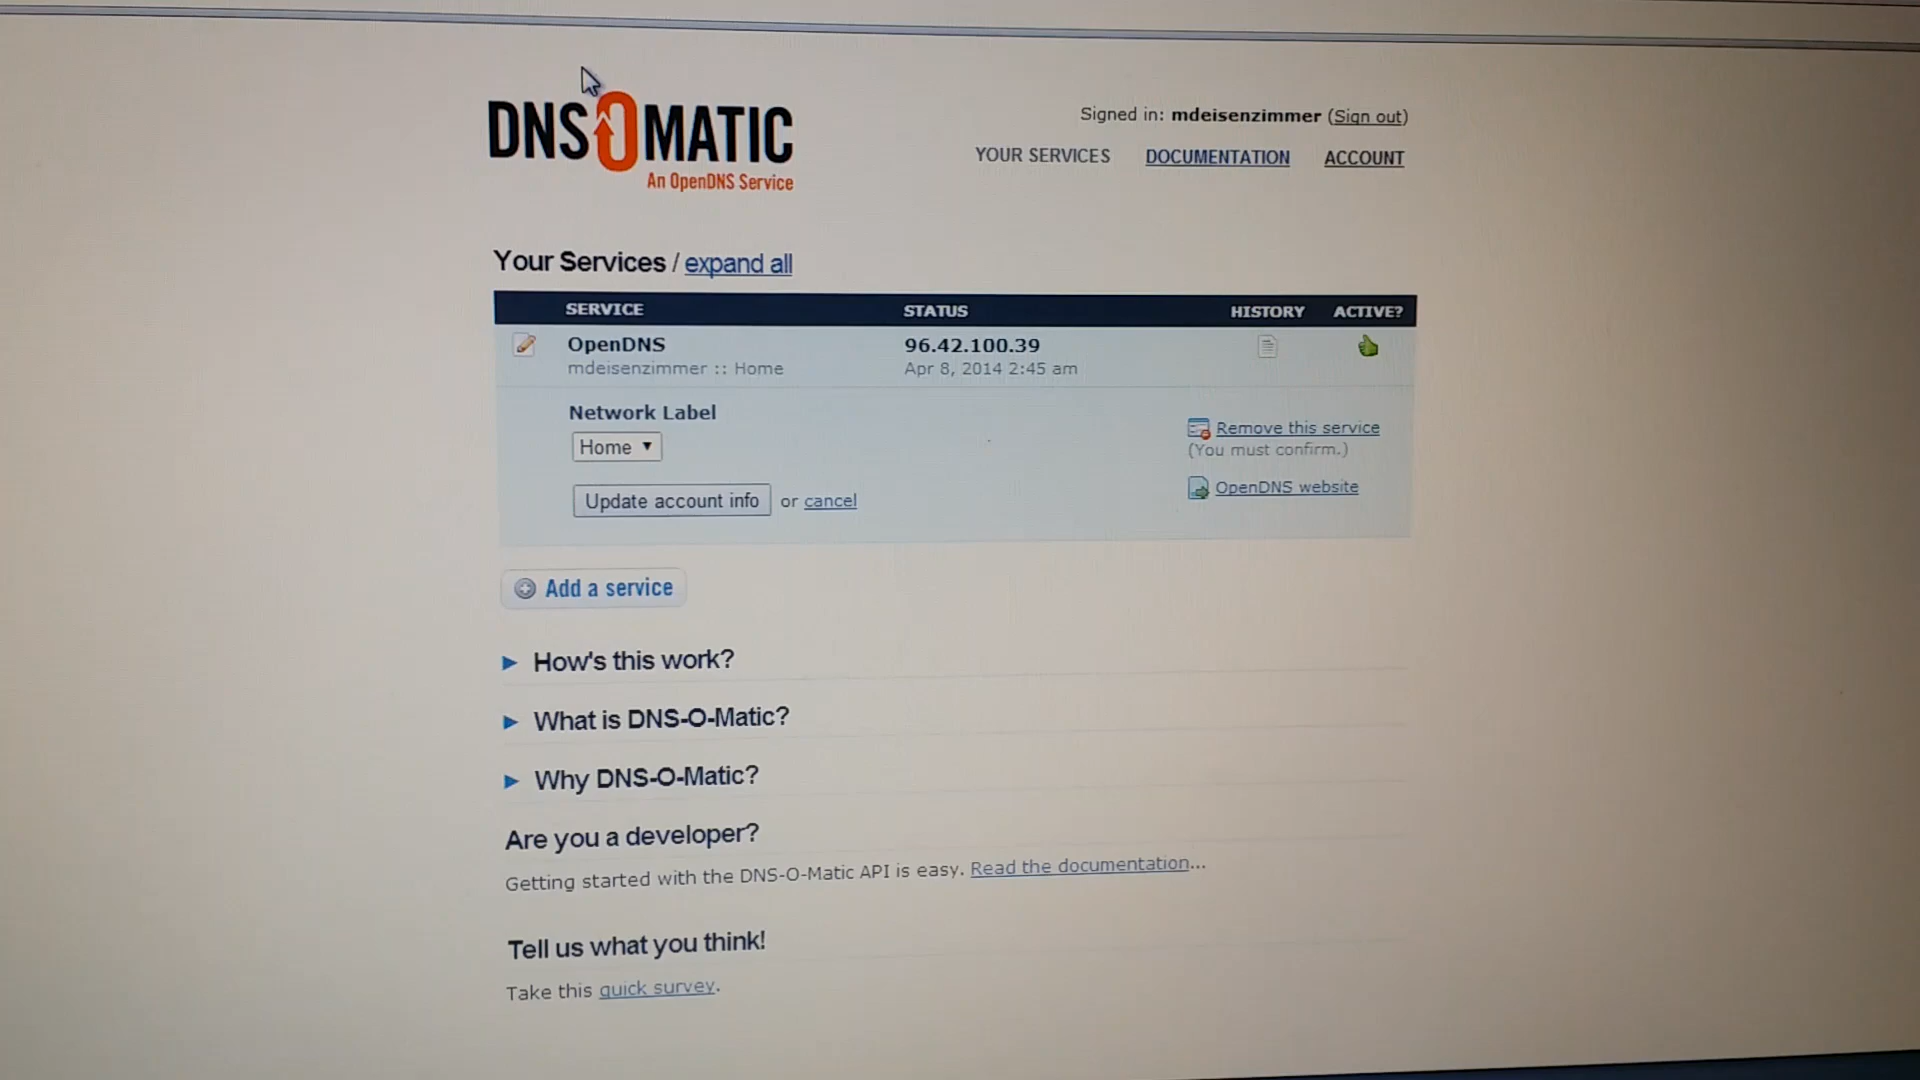 DNSOMATIC
An OpenDNS Service
Signed in: mdeisenzimmer (Sign out)
YOUR SERVICES DOCUMENTATION ACCOUNT
Your Services / expand all
SERVICE STATUS HISTORY ACTIVE?
OpenDNS 96.42.100.39
mdeisenzimmer :: Home Apr 8, 2014 2:45 am
Network Label
Home
Remove this service
(You must confirm.)
OpenDNS website
Update account info or cancel
Add a service
How's this work?
What is DNS-O-Matic?
Why DNS-O-Matic?
Are you a developer?
Getting started with the DNS-O-Matic API is easy. Read the documentation...
Tell us what you think!
Take this quick survey.